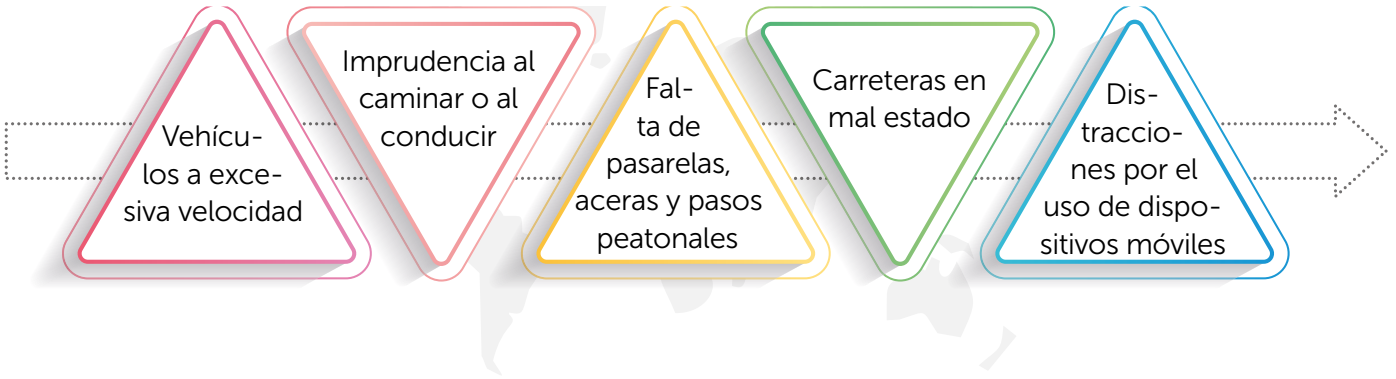 Vehícu-
los a exce-
siva velocidad
Imprudencia al
caminar o al
conducir
Fal-
ta de
pasarelas,
aceras y pasos
peatonales
Carreteras en
mal estado
Dis-
traccio-
nes por el
uso de dispo-
sitivos móviles